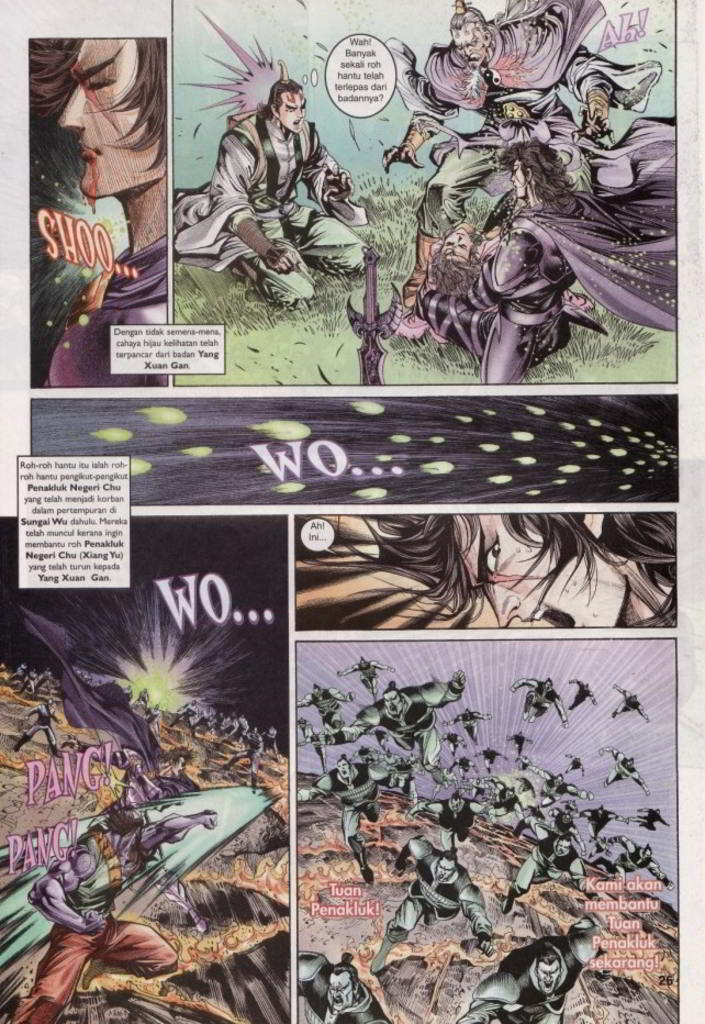 SHOO...
Dengan tidak semena-mena,
cahaya hijau kelihatan telah
terpancar dari badan Yang
Xuan Gan.
Wah!
Banyak
sekali roh
hantu telah
terlepas dari
badannya?
AH!
WO...
Roh-roh hantu itu ialah roh-
roh hantu pengikut-pengikut
Penakluk Negeri Chu
yang telah menjadi korban
dalam pertempuran di
Sungai Wu dahulu. Mereka
telah muncul kerana ingin
membantu roh Penakluk
Negeri Chu (Xiang Yu)
yang telah turun kepada
Yang Xuan Gan.
Ah!
Ini...
WO...
PANG!
PANG!
Tuan
Penakluk!
Kami akan
membantu
Tuan
Penakluk
sekarang!
26